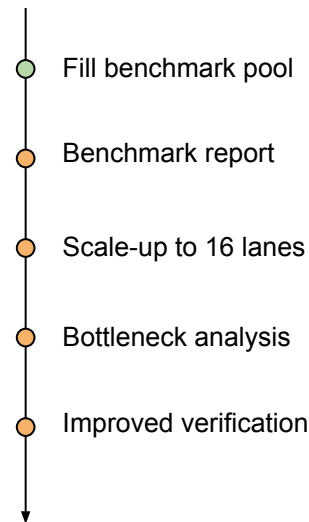 Fill benchmark pool
Benchmark report
Scale-up to 16 lanes
Bottleneck analysis
Improved verification